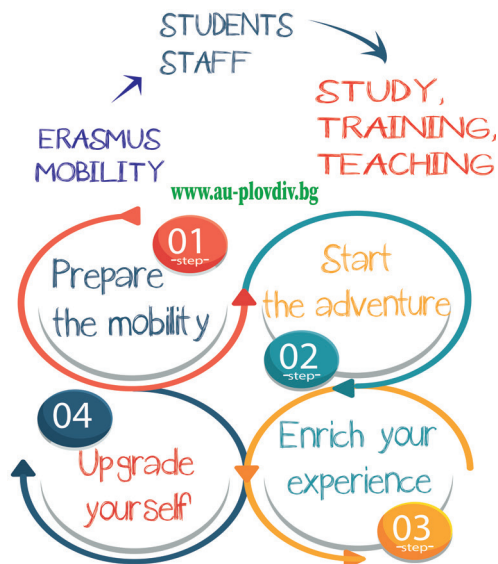 STUDENTS
STAFF
STUDY,
TRAINING,
TEACHING
ERASMUS
MOBILITY
www.au-plovdiv.bg
01
-step-
Prepare
the mobility
Start
the adventure
02
-step-
04
Upgrade
yourself
Enrich your
experience
03
-step-